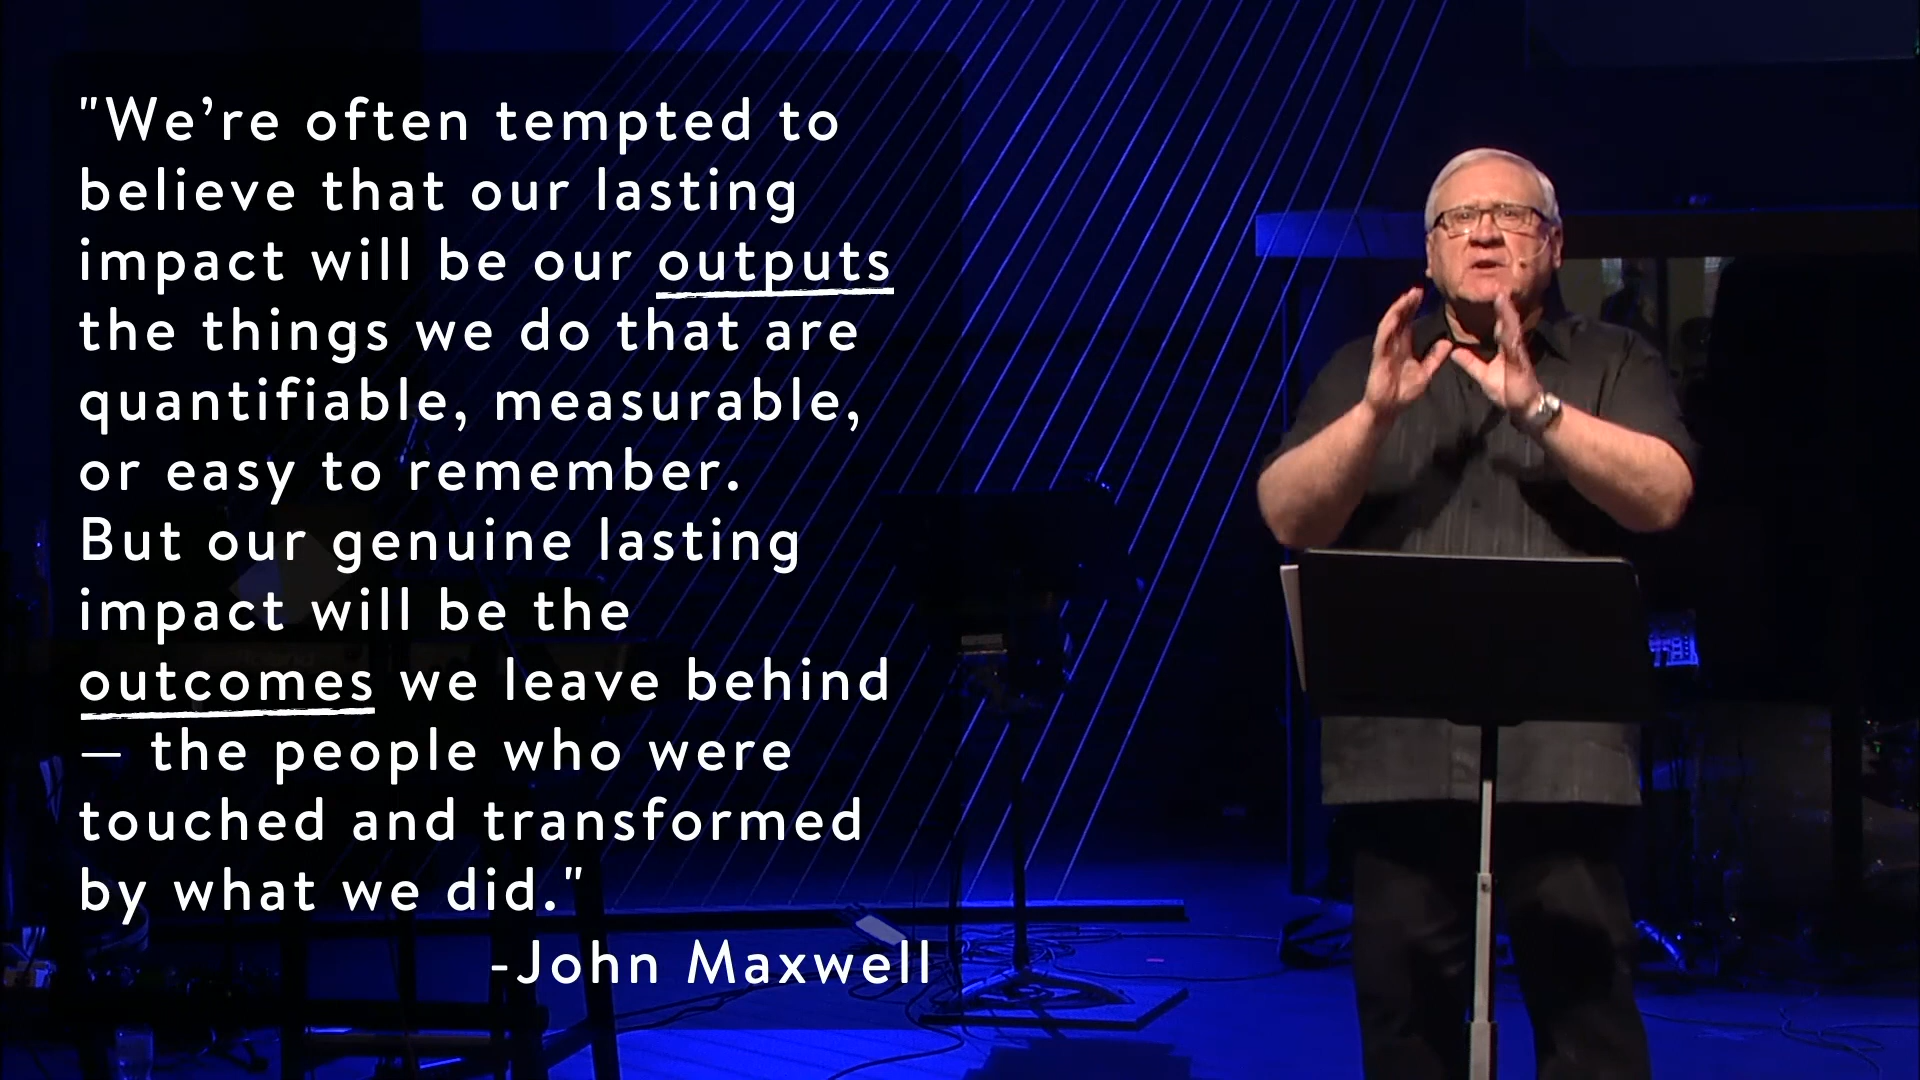 "We’re often tempted to
believe that our lasting
impact will be our outputs
the things we do that are
quantifiable, measurable,
or easy to remember.
But our genuine lasting
impact will be the
outcomes we leave behind
— the people who were
touched and transformed
by what we did."
-John Maxwell